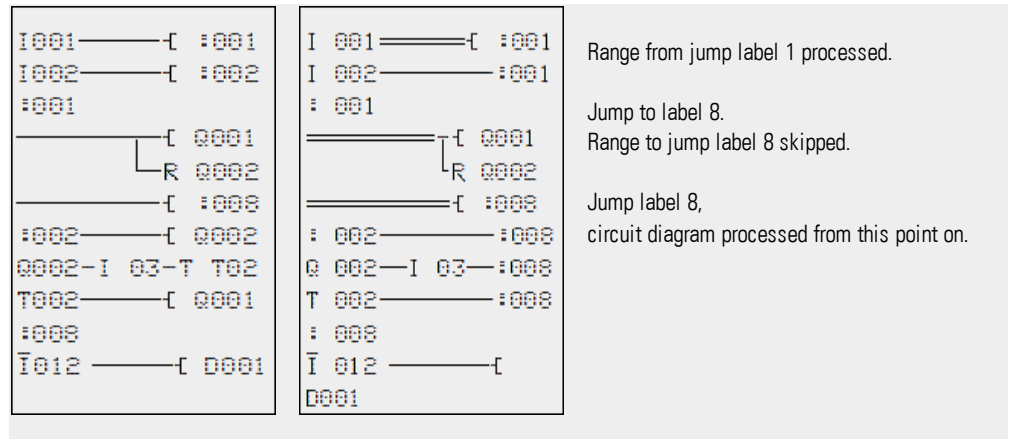 I001-[ :001
I002-[ :002
:001
-[ Q001
R Q002
-[ :008
:002-[ Q002
Q002-I 03-T T02
T002-[ Q001
:008
I̅012 -[ D001
I 001=[ :001
I 002-:001
: 001
[ Q001
R Q002
=[ :008
: 002-:008
Q 002-I 03-:008
T 002-:008
: 008
I̅ 012 -[
D001
Range from jump label 1 processed.
Jump to label 8.
Range to jump label 8 skipped.
Jump label 8,
circuit diagram processed from this point on.